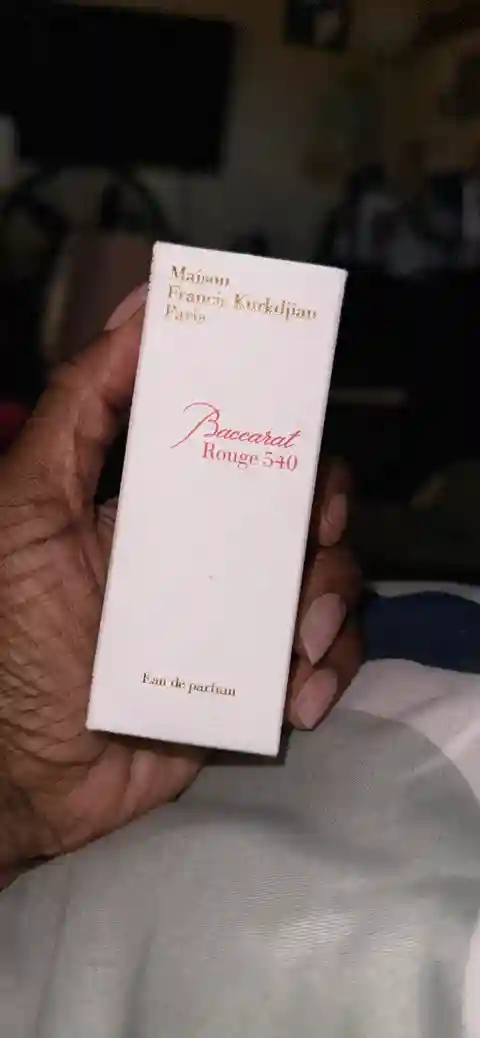 Maison
Francis Kurkdjian
Paris
Baccarat
Rouge 540
Eau de parfum